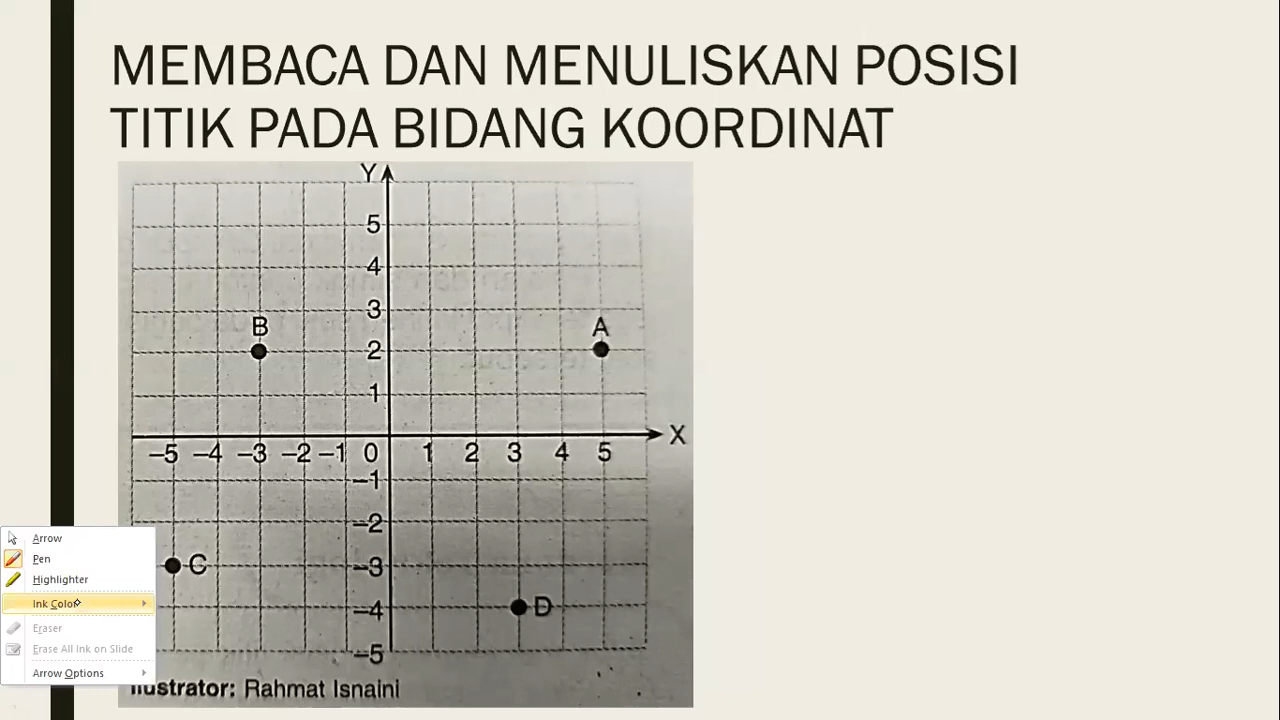 MEMBACA DAN MENULISKAN POSISI
TITIK PADA BIDANG KOORDINAT
Y
5
4
3
B
A
2
1
X
–5 –4 –3 –2 –1 0 1 2 3 4 5
–1
–2
C
–3
–4
D
–5
Ilustrator: Rahmat Isnaini
Arrow
Pen
Highlighter
Ink Color
Eraser
Erase All Ink on Slide
Arrow Options